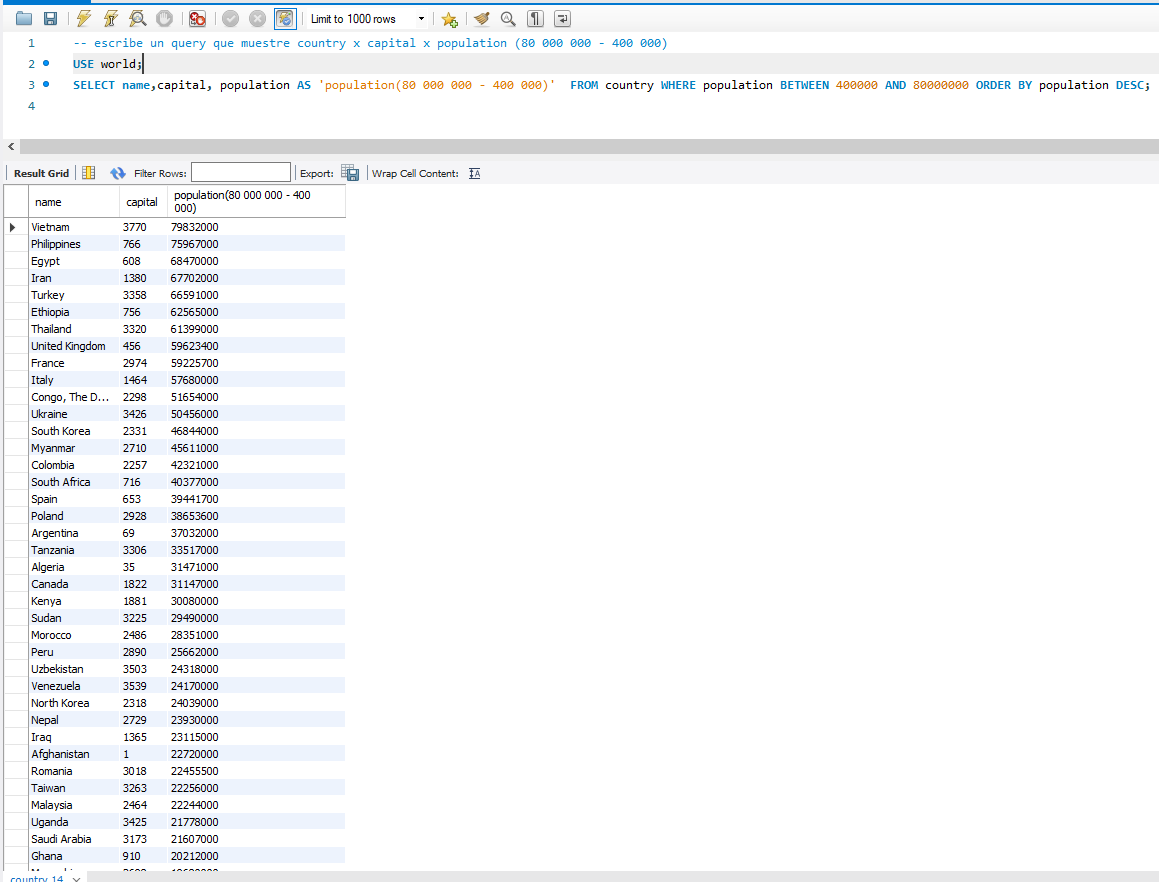 Limit to 1000 rows
1 -- escribe un query que muestre country x capital x population (80 000 000 - 400 000)
2 USE world;
3 SELECT name,capital, population AS 'population(80 000 000 - 400 000)'  FROM country WHERE population BETWEEN 400000 AND 80000000 ORDER BY population DESC;
4
Result Grid Filter Rows: Export: Wrap Cell Content:
name capital population(80 000 000 - 400
000)
Vietnam 3770 79832000
Philippines 766 75967000
Egypt 608 68470000
Iran 1380 67702000
Turkey 3358 66591000
Ethiopia 756 62565000
Thailand 3320 61399000
United Kingdom 456 59623400
France 2974 59225700
Italy 1464 57680000
Congo, The D... 2298 51654000
Ukraine 3426 50456000
South Korea 2331 46844000
Myanmar 2710 45611000
Colombia 2257 42321000
South Africa 716 40377000
Spain 653 39441700
Poland 2928 38653600
Argentina 69 37032000
Tanzania 3306 33517000
Algeria 35 31471000
Canada 1822 31147000
Kenya 1881 30080000
Sudan 3225 29490000
Morocco 2486 28351000
Peru 2890 25662000
Uzbekistan 3503 24318000
Venezuela 3539 24170000
North Korea 2318 24039000
Nepal 2729 23930000
Iraq 1365 23115000
Afghanistan 1 22720000
Romania 3018 22455500
Taiwan 3263 22256000
Malaysia 2464 22244000
Uganda 3425 21778000
Saudi Arabia 3173 21607000
Ghana 910 20212000
country 14